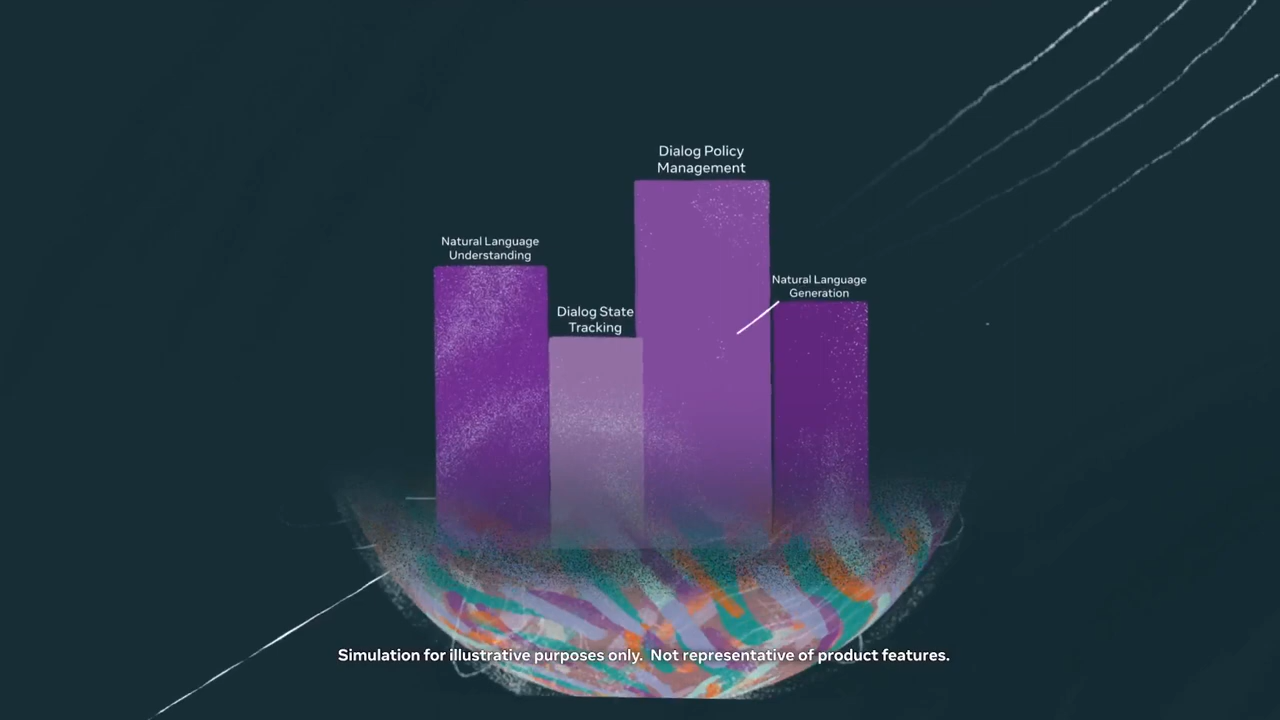 Dialog Policy
Management
Natural Language
Understanding
Natural Language
Generation
Dialog State
Tracking
Simulation for illustrative purposes only.  Not representative of product features.